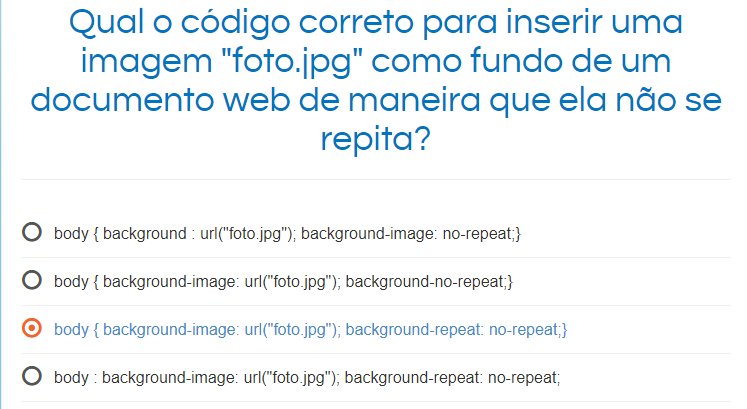 Qual o código correto para inserir uma
imagem "foto.jpg" como fundo de um
documento web de maneira que ela não se
repita?
body { background : url("foto.jpg"); background-image: no-repeat;}
body { background-image: url("foto.jpg"); background-no-repeat;}
body { background-image: url("foto.jpg"); background-repeat: no-repeat;}
body : background-image: url("foto.jpg"); background-repeat: no-repeat;